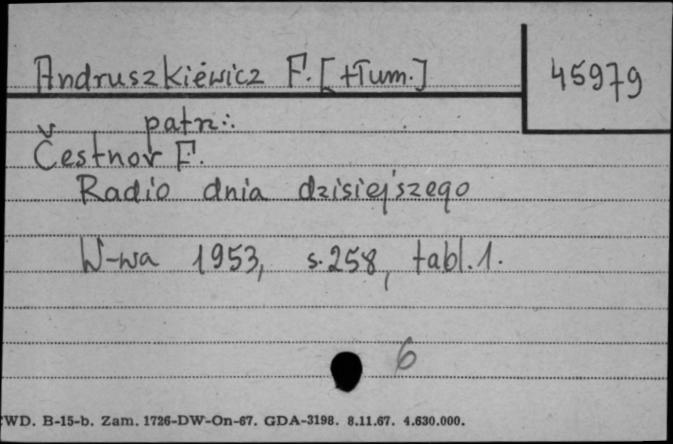 Andruszkiewicz F. [tłum.]
45979
patrz:
Čestnov F.
Radio dnia dzisiejszego
W-wa 1953, s. 258, tabl. 1.
6
WD. B-15-b. Zam. 1726-DW-On-67. GDA-3198. 8.11.67. 4.630.000.